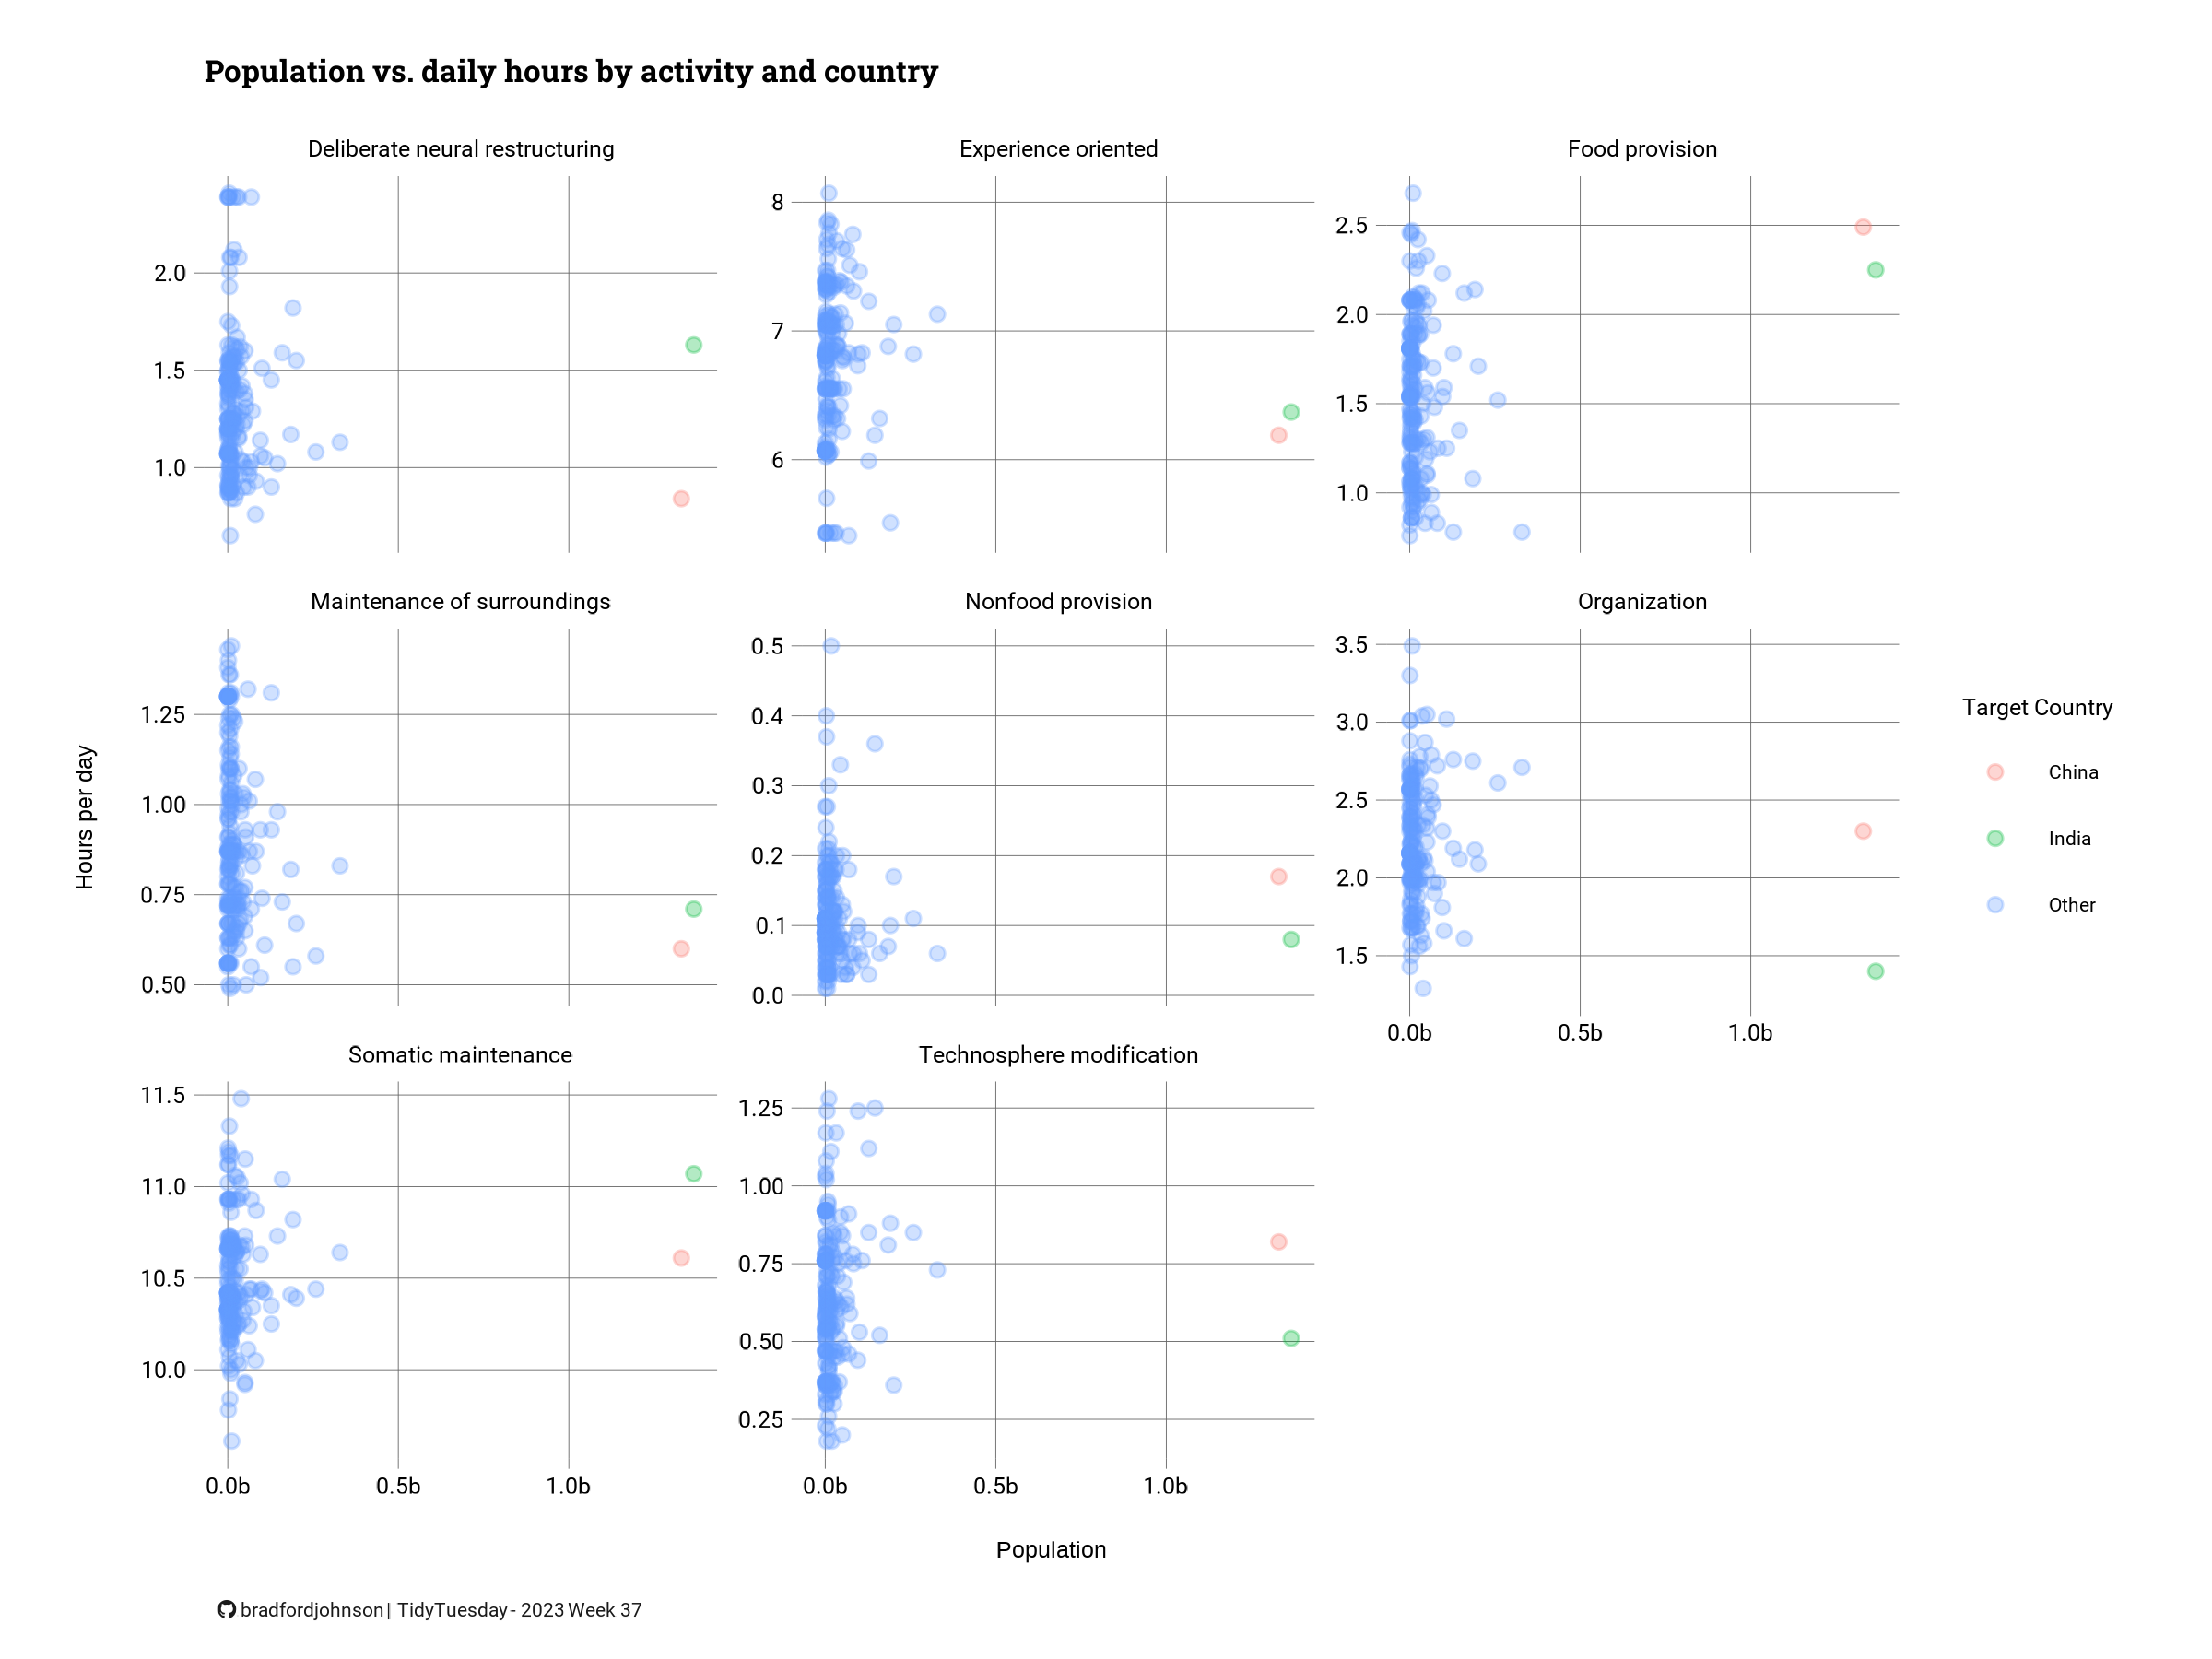 Population vs. daily hours by activity and country
Deliberate neural restructuring
Experience oriented
Food provision
2.0
1.5
1.0
8
7
6
2.5
2.0
1.5
1.0
Maintenance of surroundings
Nonfood provision
Organization
1.25
1.00
0.75
0.50
0.5
0.4
0.3
0.2
0.1
0.0
3.5
3.0
2.5
2.0
1.5
0.0b 0.5b 1.0b
Somatic maintenance
Technosphere modification
11.5
11.0
10.5
10.0
1.25
1.00
0.75
0.50
0.25
0.0b 0.5b 1.0b
0.0b 0.5b 1.0b
Hours per day
Population
Target Country
China
India
Other
bradfordjohnson | TidyTuesday - 2023 Week 37